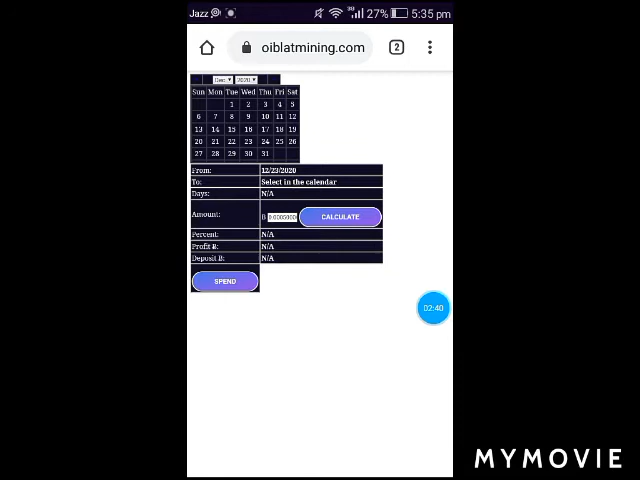 Jazz 3G 27% 5:35 pm
oiblatmining.com 2
Dec 2020
Sun Mon Tue Wed Thu Fri Sat
1 2 3 4 5
6 7 8 9 10 11 12
13 14 15 16 17 18 19
20 21 22 23 24 25 26
27 28 29 30 31
From: 12/23/2020
To: Select in the calendar
Days: N/A
Amount: B CALCULATE
Percent: N/A
Profit B: N/A
Deposit B: N/A
SPEND
02:40
MYMOVIE